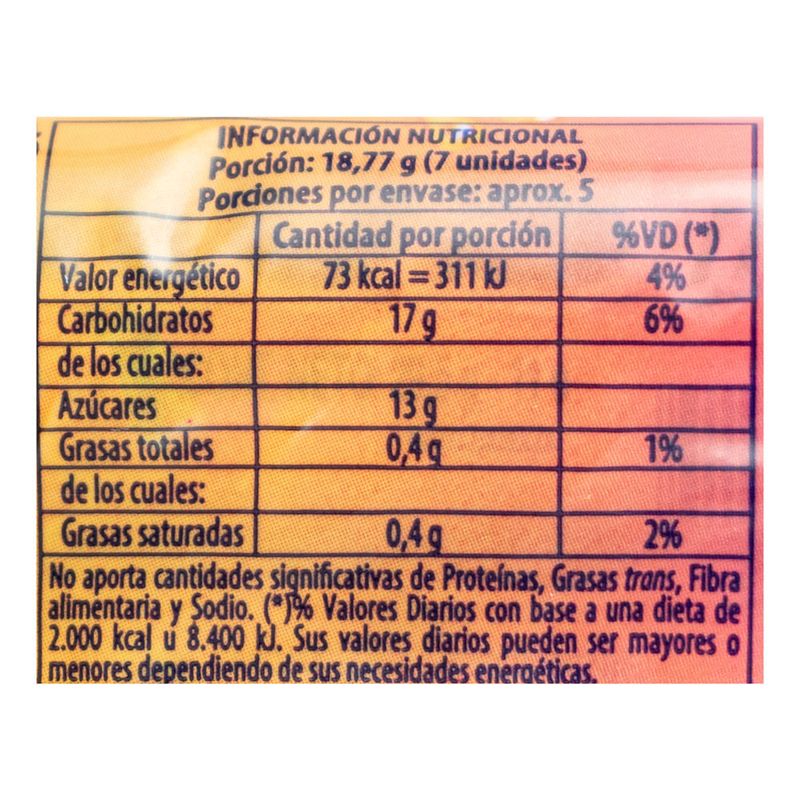 INFORMACIÓN NUTRICIONAL
Porción: 18,77 g (7 unidades)
Porciones por envase: aprox. 5
Cantidad por porción %VD (*)
Valor energético 73 kcal = 311 kJ 4%
Carbohidratos 17 g 6%
de los cuales:
Azúcares 13 g
Grasas totales 0,4 g 1%
de los cuales:
Grasas saturadas 0,4 g 2%
No aporta cantidades significativas de Proteínas, Grasas trans, Fibra
alimentaria y Sodio. (*)% Valores Diarios con base a una dieta de
2.000 kcal u 8.400 kJ. Sus valores diarios pueden ser mayores o
menores dependiendo de sus necesidades energéticas.